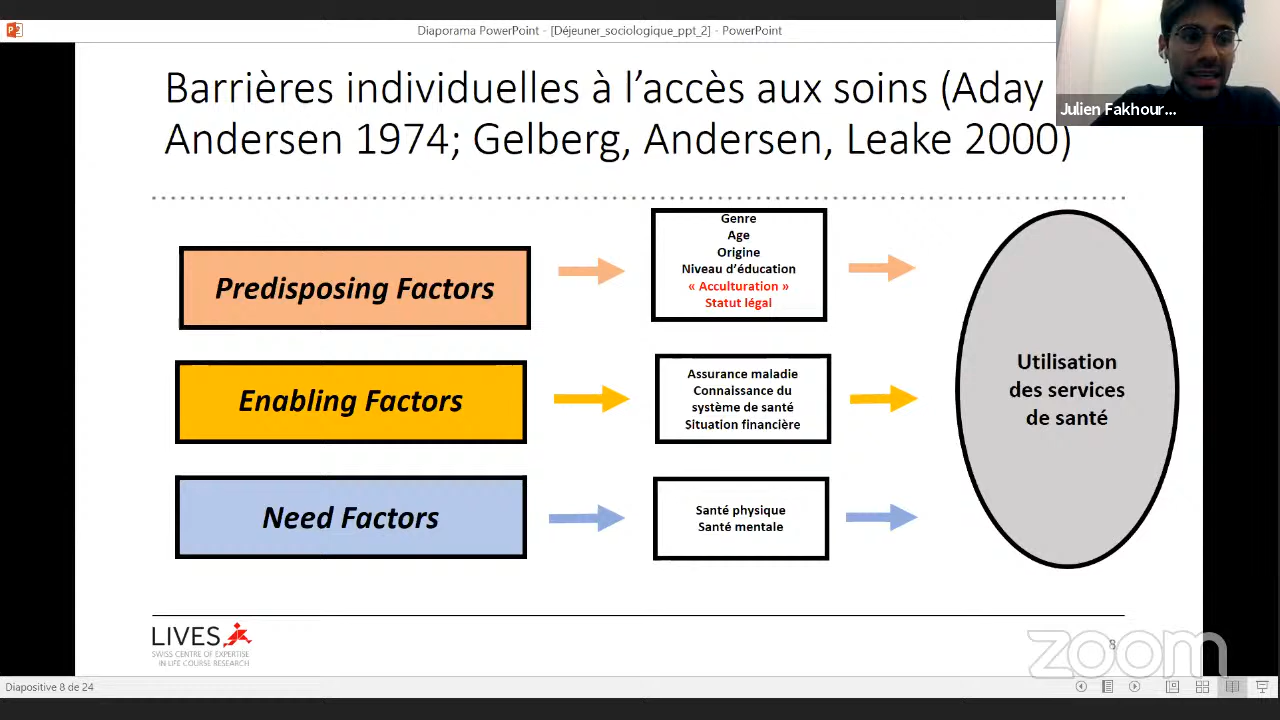 Diaporama PowerPoint - [Déjeuner_sociologique_ppt_2] - PowerPoint
Barrières individuelles à l’accès aux soins (Aday
Andersen 1974; Gelberg, Andersen, Leake 2000)
Julien Fakhour...
Predisposing Factors
Genre
Age
Origine
Niveau d’éducation
« Acculturation »
Statut légal
Enabling Factors
Assurance maladie
Connaissance du
système de santé
Situation financière
Need Factors
Santé physique
Santé mentale
Utilisation
des services
de santé
LIVES
SWISS CENTRE OF EXPERTISE
IN LIFE COURSE RESEARCH
8
zoom
Diapositive 8 de 24